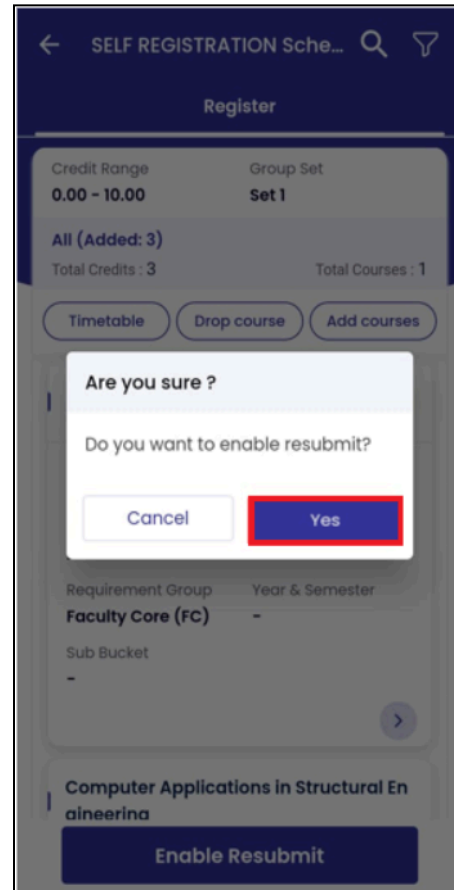 SELF REGISTRATION Sche...
Register
Credit Range Group Set
0.00 - 10.00 Set 1
All (Added: 3)
Total Credits : 3 Total Courses : 1
Timetable Drop course Add courses
Are you sure ?
Do you want to enable resubmit?
Cancel Yes
Requirement Group Year & Semester
Faculty Core (FC) -
Sub Bucket
-
Computer Applications in Structural En
gineering
Enable Resubmit